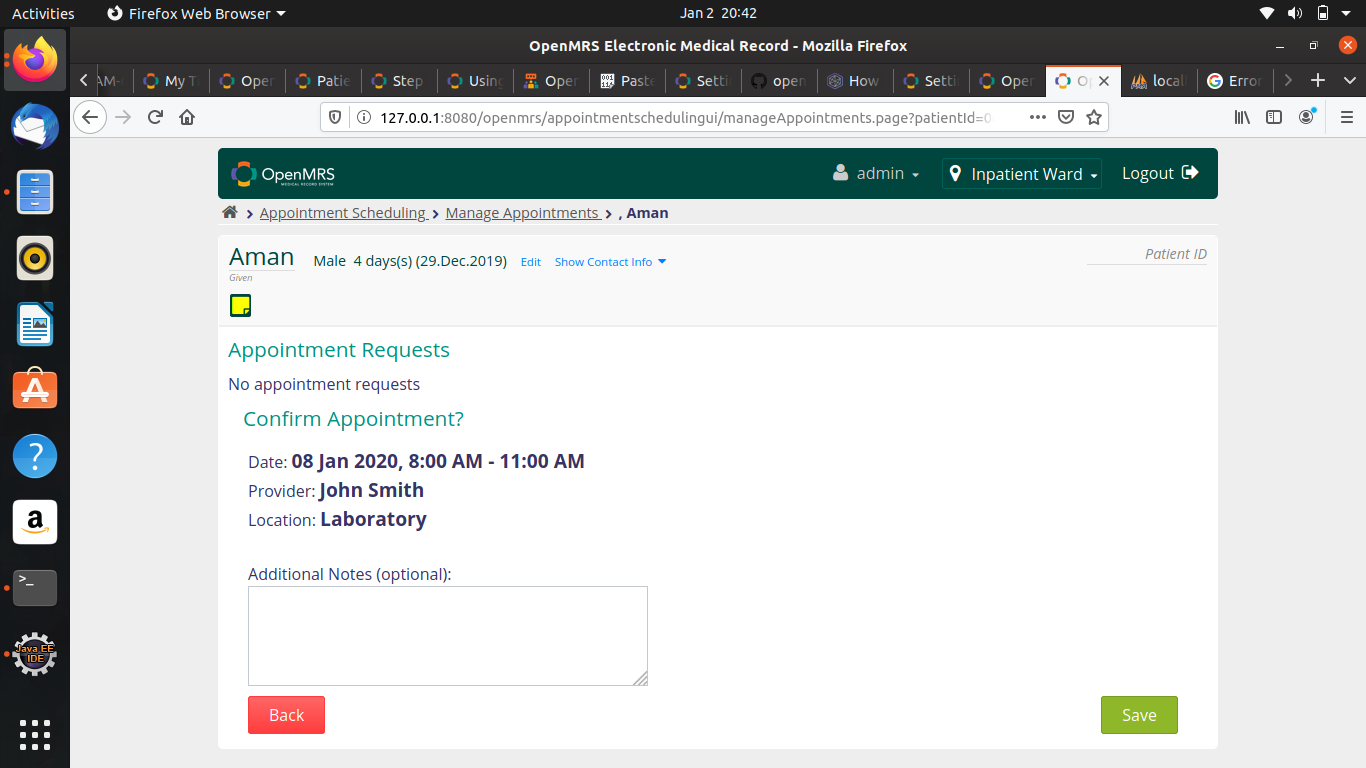 Activities Firefox Web Browser Jan 2 20:42
OpenMRS Electronic Medical Record - Mozilla Firefox
My T Oper Patie Step Using Oper Paste Setti open How Setti Oper O local Error
127.0.0.1:8080/openmrs/appointmentschedulingui/manageAppointments.page?patientId=0
OpenMRS
MEDICAL RECORD SYSTEM
admin Inpatient Ward Logout
Appointment Scheduling Manage Appointments , Aman
Aman Male 4 days(s) (29.Dec.2019) Edit Show Contact Info Patient ID
Given
Appointment Requests
No appointment requests
Confirm Appointment?
Date: 08 Jan 2020, 8:00 AM - 11:00 AM
Provider: John Smith
Location: Laboratory
Additional Notes (optional):
Java EE
IDE
Back Save